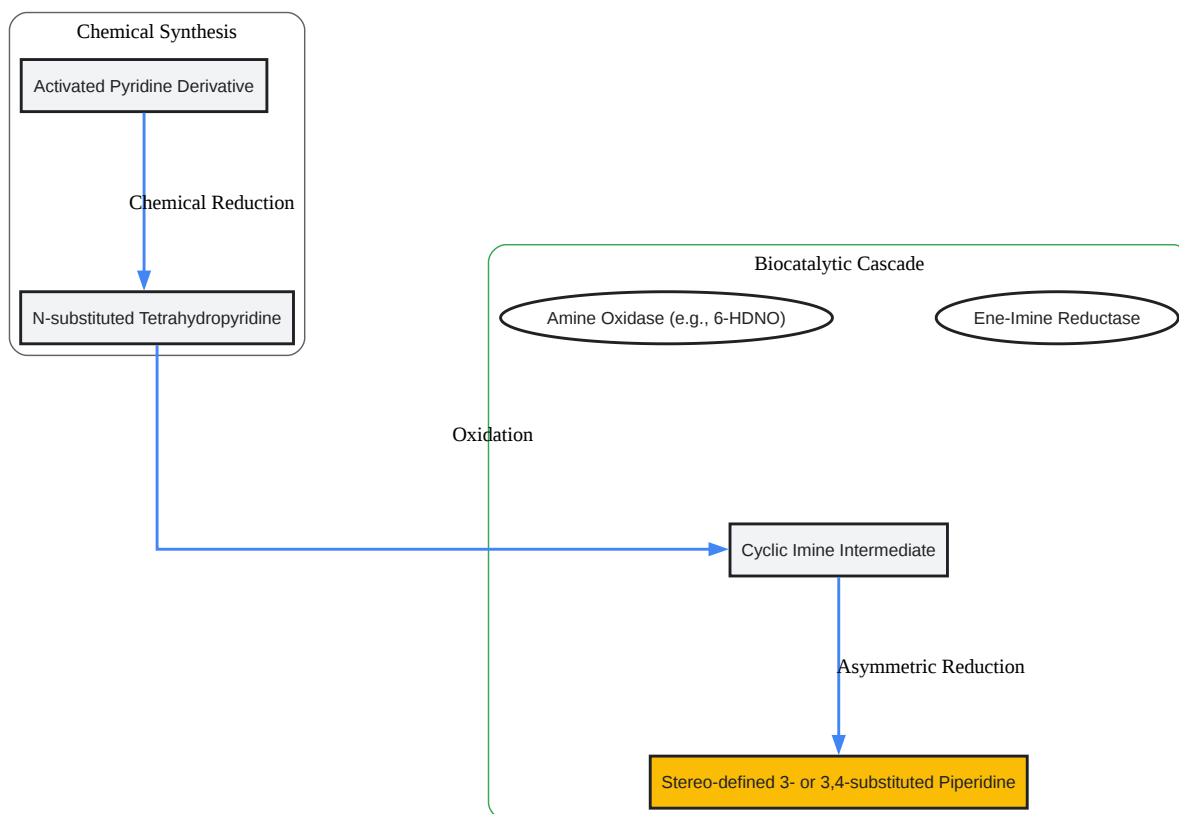 Chemical Synthesis
Activated Pyridine Derivative
Chemical Reduction
Biocatalytic Cascade
N-substituted Tetrahydropyridine
Amine Oxidase (e.g., 6-HDNO)
Ene-Imine Reductase
Oxidation
Cyclic Imine Intermediate
Asymmetric Reduction
Stereo-defined 3- or 3,4-substituted Piperidine